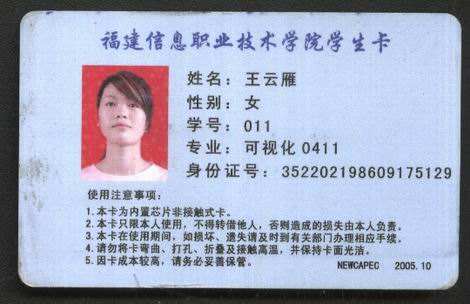 福建信息职业技术学院学生卡
姓名：王云雁
性别：女
学号：011
专业：可视化0411
身份证号：352202198609175129
使用注意事项：
1.本卡为内置芯片非接触式卡。
2.本卡只限本人使用，不得转借他人，否则造成的损失由本人负责。
3.本卡在使用期间，如损坏、遗失请及时到有关部门办理相应手续。
4.请勿将卡弯曲、打孔、折叠及接触高温，并保持卡面光洁。
5.因卡成本较高，请务必妥善保管。
NEWCAPEC 2005.10